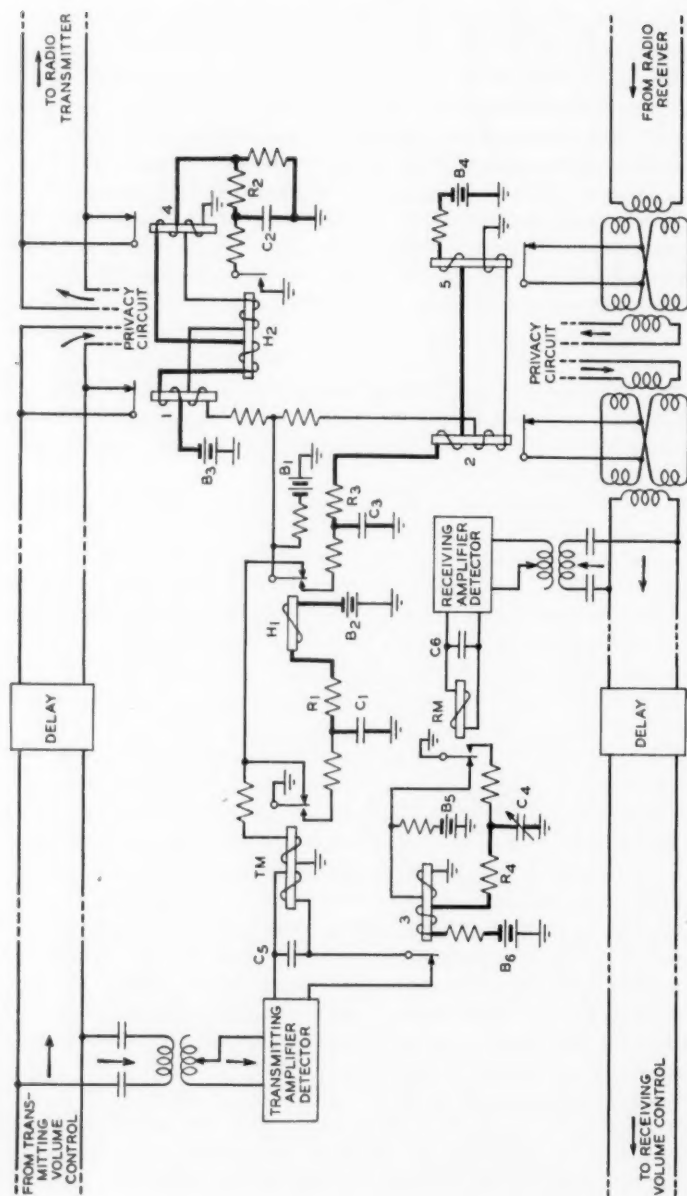 FROM TRANS-
MITTING
VOLUME
CONTROL
DELAY
TO RADIO
TRANSMITTER
PRIVACY
CIRCUIT
TRANSMITTING
AMPLIFIER
DETECTOR
C5
TM
R1
C1
H1
B2
B1
R3
C3
1
B3
H2
4
R2
C2
3
B6
R4
B5
C4
RM
C6
RECEIVING
AMPLIFIER
DETECTOR
2
5
B4
TO RECEIVING
VOLUME CONTROL
DELAY
PRIVACY
CIRCUIT
FROM RADIO
RECEIVER